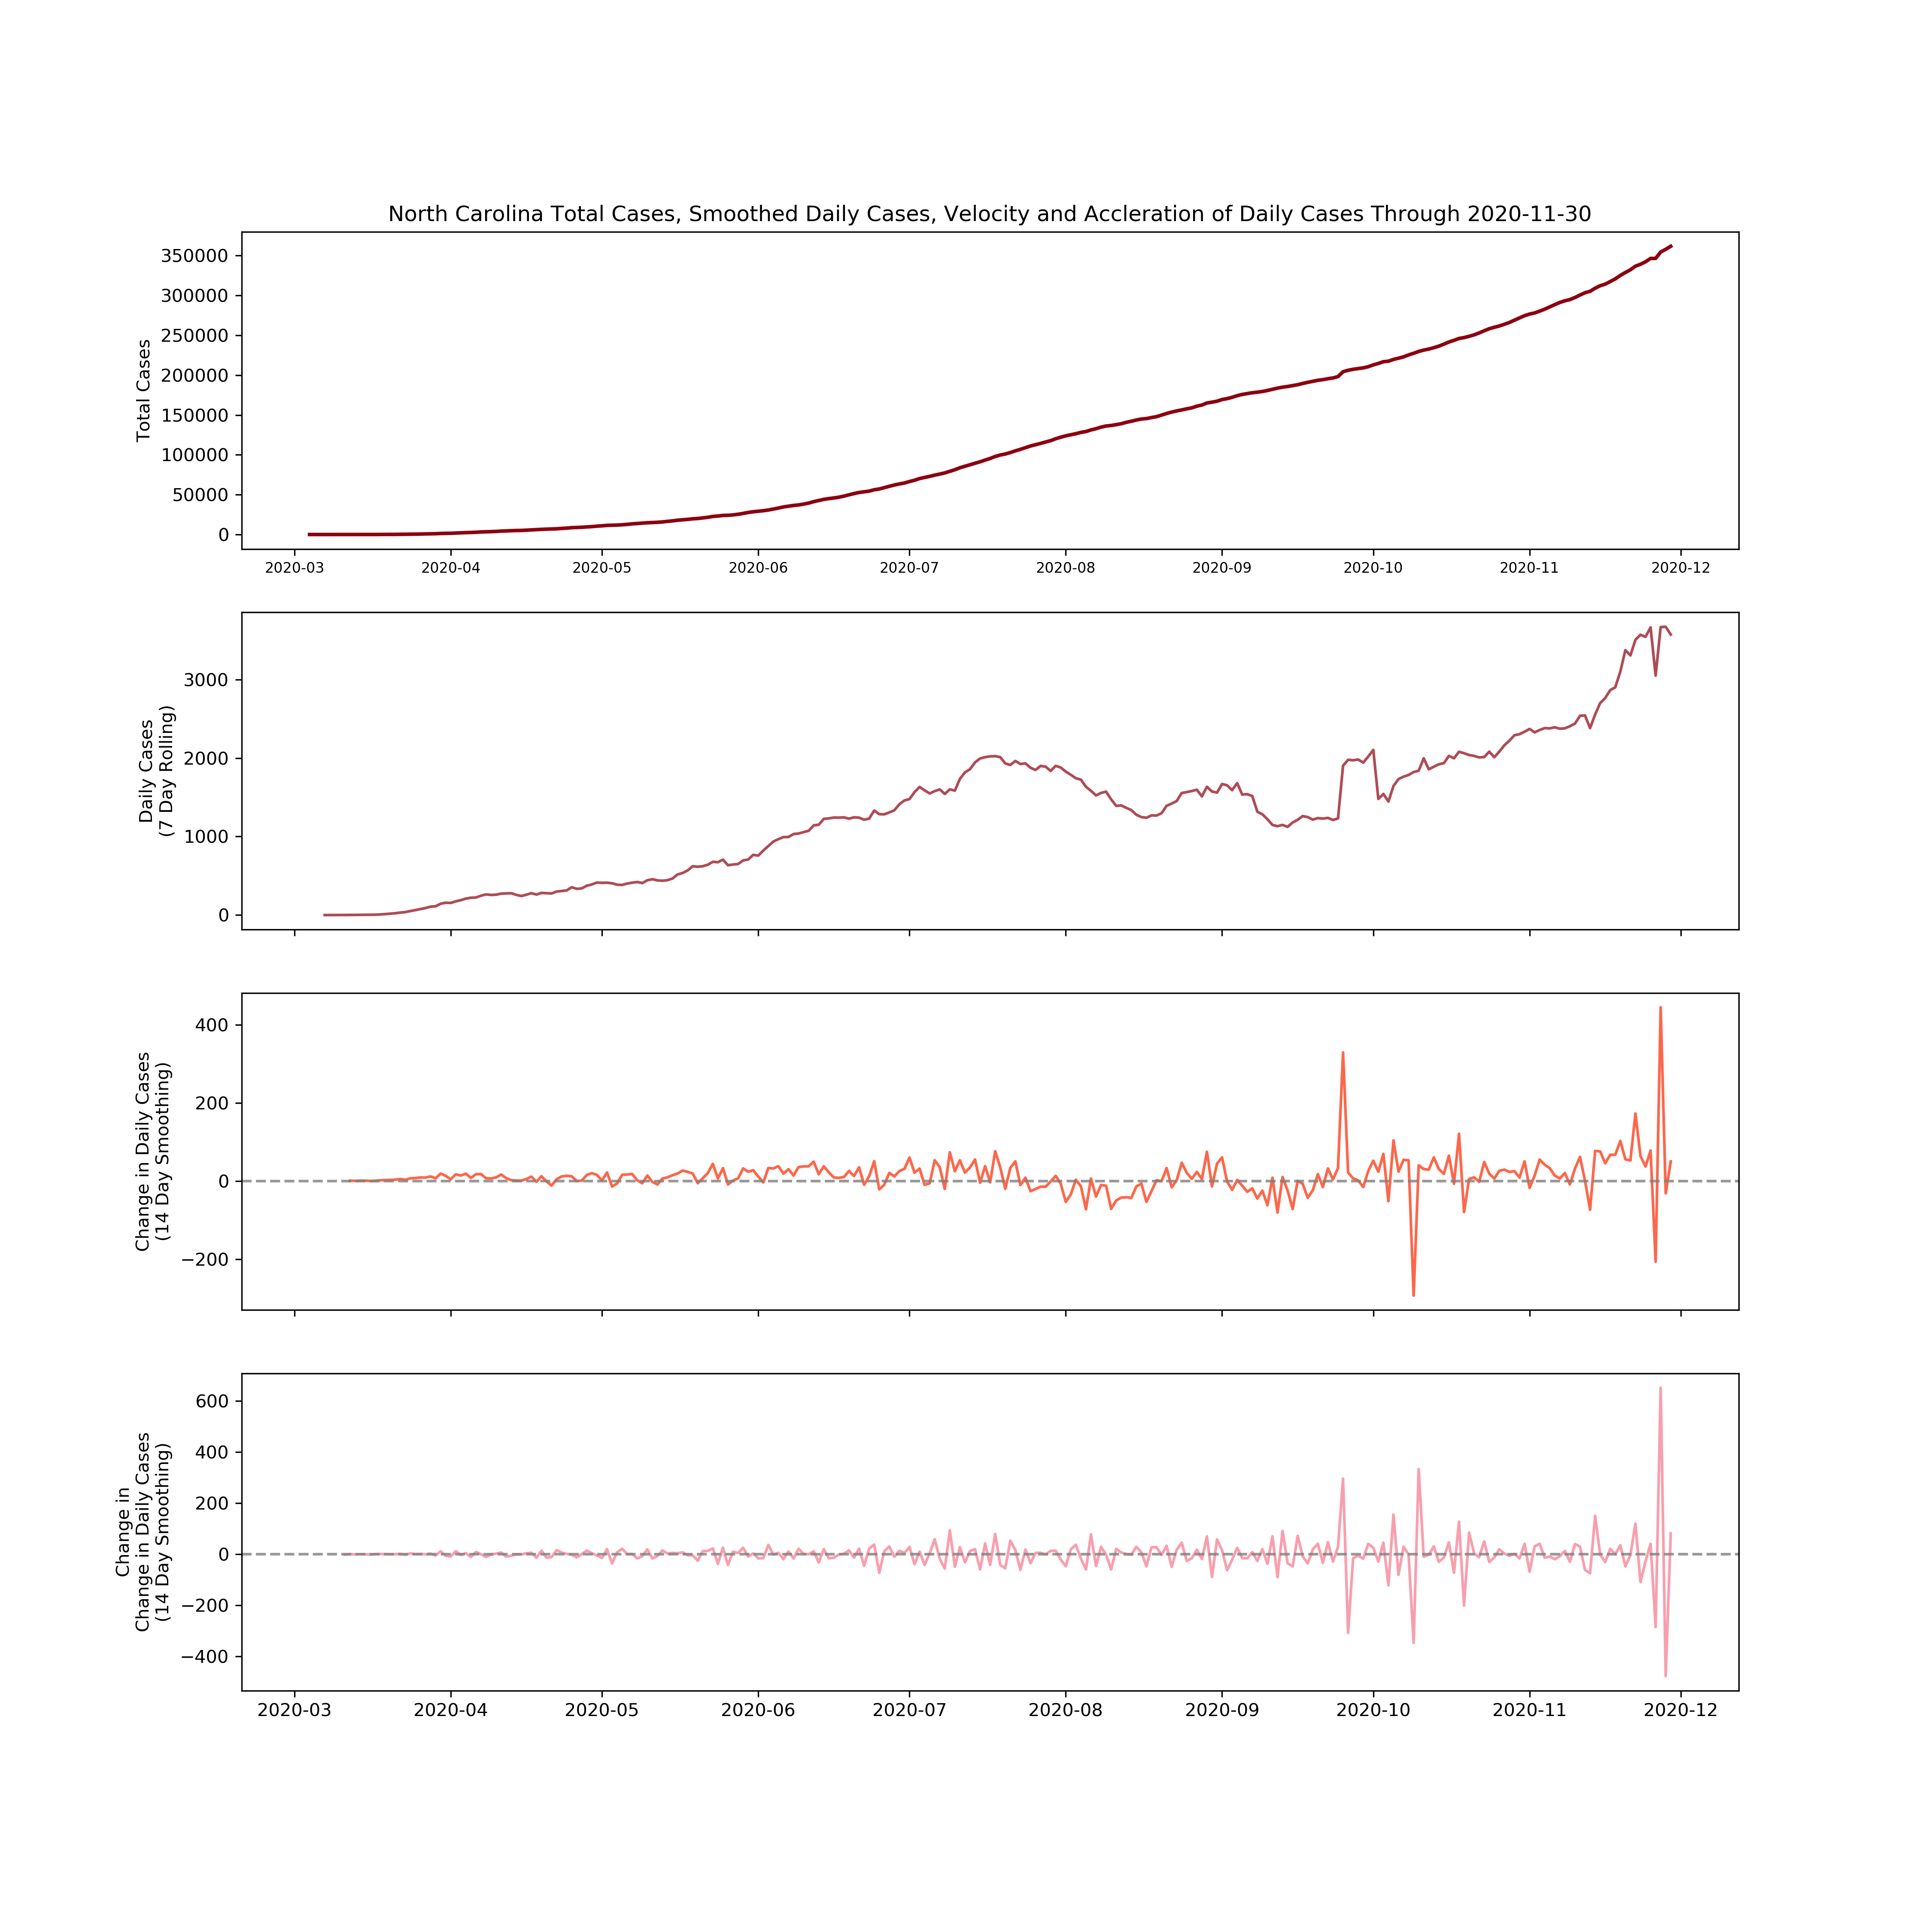 North Carolina Total Cases, Smoothed Daily Cases, Velocity and Accleration of Daily Cases Through 2020-11-30
Total Cases
350000
300000
250000
200000
150000
100000
50000
0
2020-03 2020-04 2020-05 2020-06 2020-07 2020-08 2020-09 2020-10 2020-11 2020-12
Daily Cases
(7 Day Rolling)
3000
2000
1000
0
Change in Daily Cases
(14 Day Smoothing)
400
200
0
−200
Change in
Change in Daily Cases
(14 Day Smoothing)
600
400
200
0
−200
−400
2020-03 2020-04 2020-05 2020-06 2020-07 2020-08 2020-09 2020-10 2020-11 2020-12